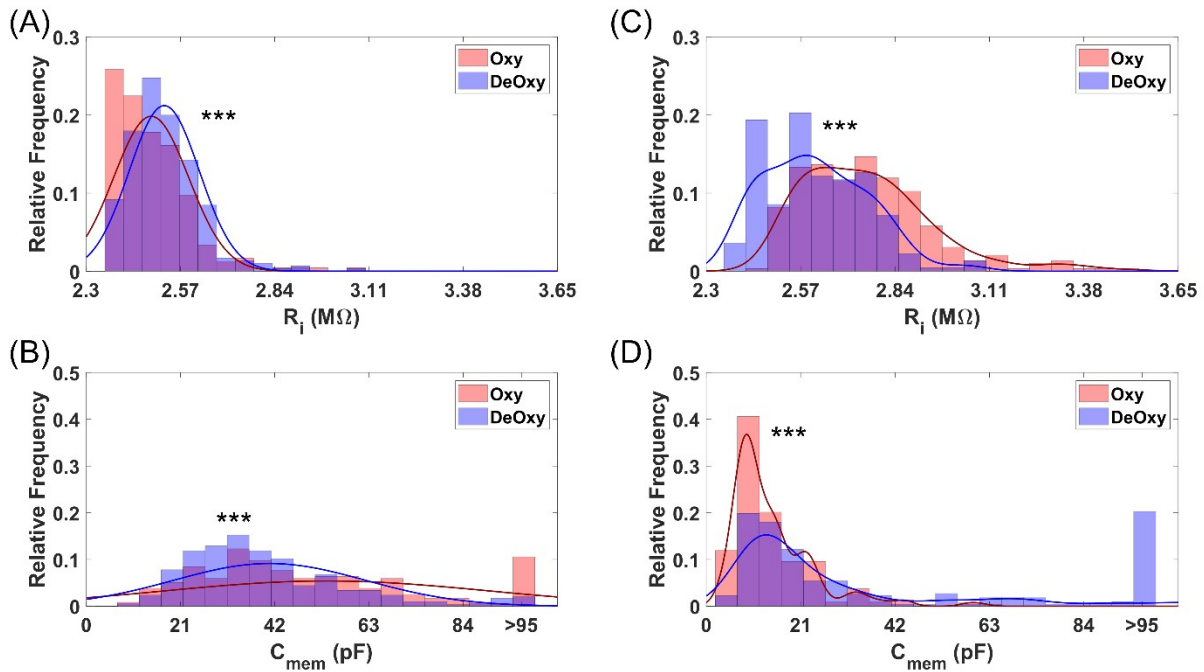 (A)
0.3
0.2
0.1
0
Relative Frequency
Oxy
DeOxy
***
2.3 2.57 2.84 3.11 3.38 3.65
R_i (MΩ)
(C)
0.3
0.2
0.1
0
Relative Frequency
Oxy
DeOxy
***
2.3 2.57 2.84 3.11 3.38 3.65
R_i (MΩ)
(B)
0.5
0.4
0.3
0.2
0.1
0
Relative Frequency
Oxy
DeOxy
***
0 21 42 63 84 >95
C_mem (pF)
(D)
0.5
0.4
0.3
0.2
0.1
0
Relative Frequency
Oxy
DeOxy
***
0 21 42 63 84 >95
C_mem (pF)